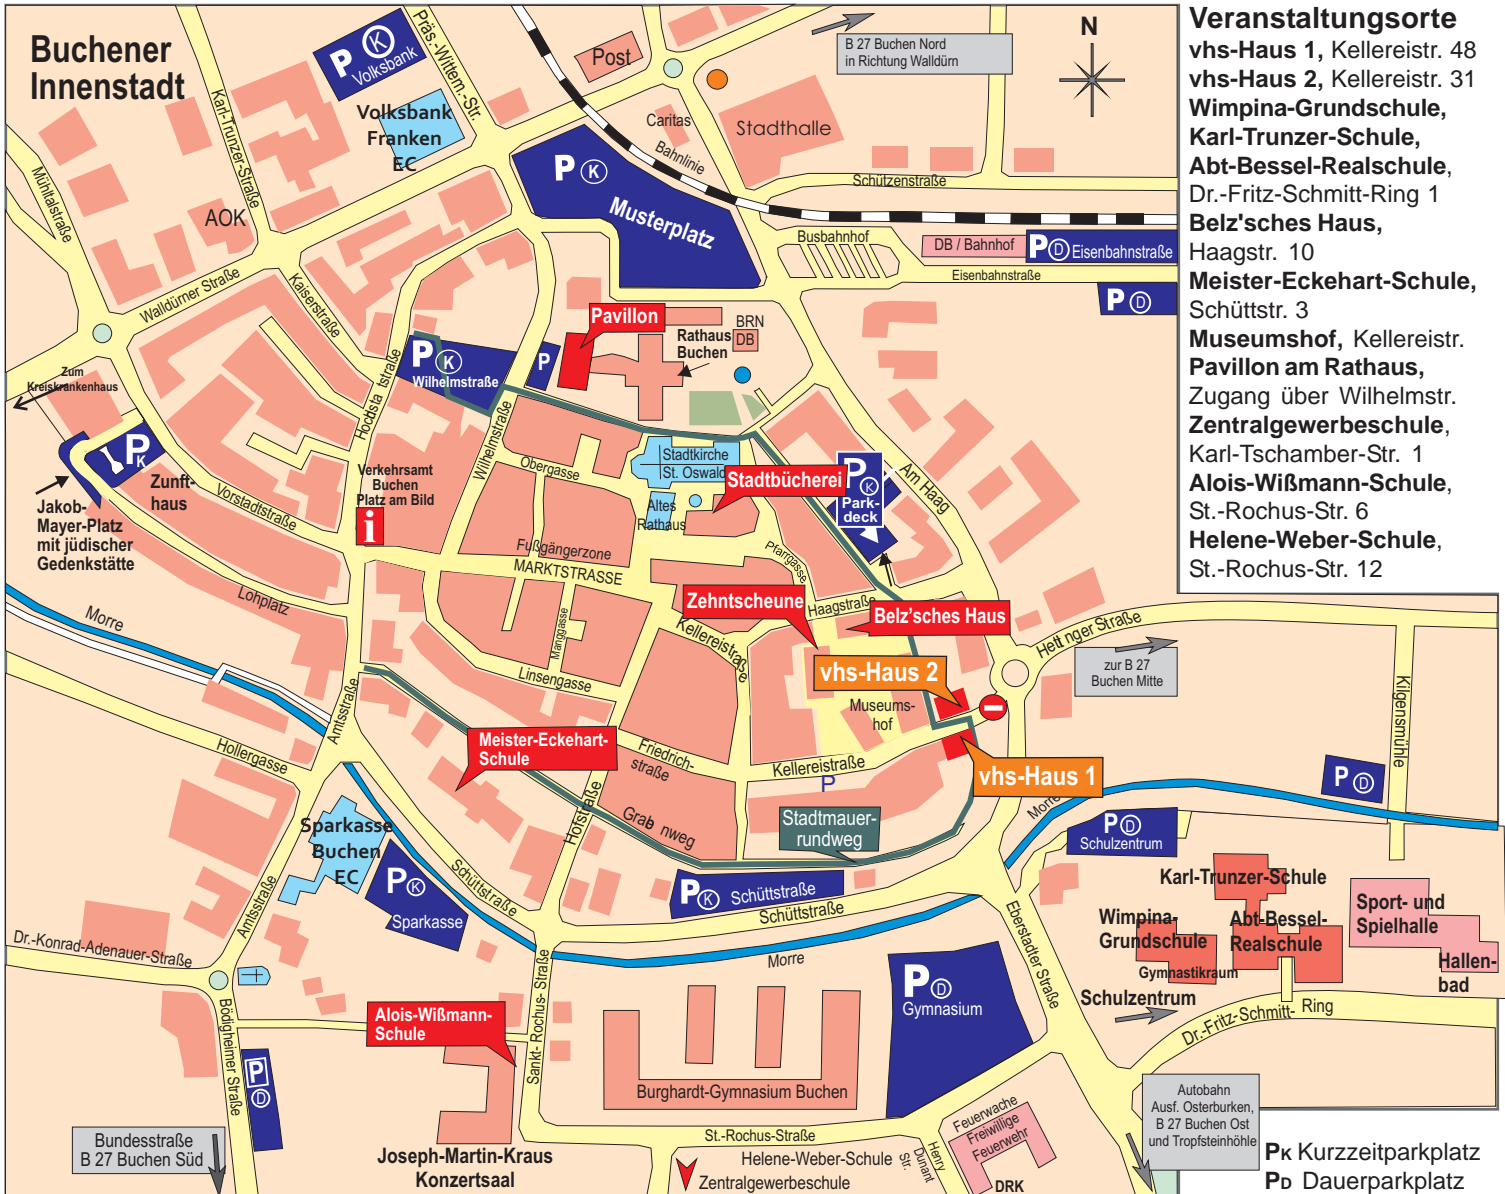 Buchener
Innenstadt
P K
Volksbank
Präs.-Wittem.-Str.
Post
B 27 Buchen Nord
in Richtung Walldürn
N
Volksbank
Franken
EC
Karl-Trunzer-Straße
Mühltalstraße
AOK
Caritas
Bahnlinie
Stadthalle
Schützenstraße
P K
Musterplatz
Busbahnhof
DB / Bahnhof
P D Eisenbahnstraße
Eisenbahnstraße
P D
Walldürner Straße
Kaiserstraße
Hochstadtstraße
P K
Wilhelmstraße
P
Pavillon
Rathaus
Buchen
BRN
DB
Zum
Kreiskrankenhaus
P K
Zunft-
haus
Jakob-
Mayer-Platz
mit jüdischer
Gedenkstätte
Vorstadtstraße
Verkehrsamt
Buchen
Platz am Bild
i
Wilhelmstraße
Obergasse
Stadtkirche
St. Oswald
Altes
Rathaus
Stadtbücherei
P K
Park-
deck
Am Haag
Fußgängerzone
MARKTSTRASSE
Pfarrgasse
Haagstraße
Zehntscheune
Belz'sches Haus
Lohplatz
Morre
Manggasse
Kellereistraße
Linsengasse
Hettinger Straße
vhs-Haus 2
Museums-
hof
zur B 27
Buchen Mitte
Kilgensmühle
Amtsstraße
Hollergasse
Meister-Eckehart-
Schule
Friedrich-
straße
Kellereistraße
P
vhs-Haus 1
P D
Morre
Hofstraße
Grabenweg
Stadtmauer-
rundweg
Sparkasse
Buchen
EC
P K
Sparkasse
Schüttstraße
P K Schüttstraße
Schüttstraße
P D
Schulzentrum
Karl-Trunzer-Schule
Wimpina-
Grundschule
Abt-Bessel-
Realschule
Gymnastikraum
Sport- und
Spielhalle
Hallen-
bad
Amtsstraße
Dr.-Konrad-Adenauer-Straße
Morre
Eberstadter Straße
P D
Gymnasium
Schulzentrum
Dr.-Fritz-Schmitt-Ring
Bödigheimer Straße
Alois-Wißmann-
Schule
Sankt-Rochus-Straße
P
D
Burghardt-Gymnasium Buchen
Bundesstraße
B 27 Buchen Süd
Joseph-Martin-Kraus
Konzertsaal
St.-Rochus-Straße
Helene-Weber-Schule
Zentralgewerbeschule
Henry
Dunant
Str.
Feuerwache
Freiwilige
Feuerwehr
DRK
Autobahn
Ausf. Osterburken,
B 27 Buchen Ost
und Tropfsteinhöhle
PK Kurzzeitparkplatz
PD Dauerparkplatz
Veranstaltungsorte
vhs-Haus 1, Kellereistr. 48
vhs-Haus 2, Kellereistr. 31
Wimpina-Grundschule,
Karl-Trunzer-Schule,
Abt-Bessel-Realschule,
Dr.-Fritz-Schmitt-Ring 1
Belz'sches Haus,
Haagstr. 10
Meister-Eckehart-Schule,
Schüttstr. 3
Museumshof, Kellereistr.
Pavillon am Rathaus,
Zugang über Wilhelmstr.
Zentralgewerbeschule,
Karl-Tschamber-Str. 1
Alois-Wißmann-Schule,
St.-Rochus-Str. 6
Helene-Weber-Schule,
St.-Rochus-Str. 12